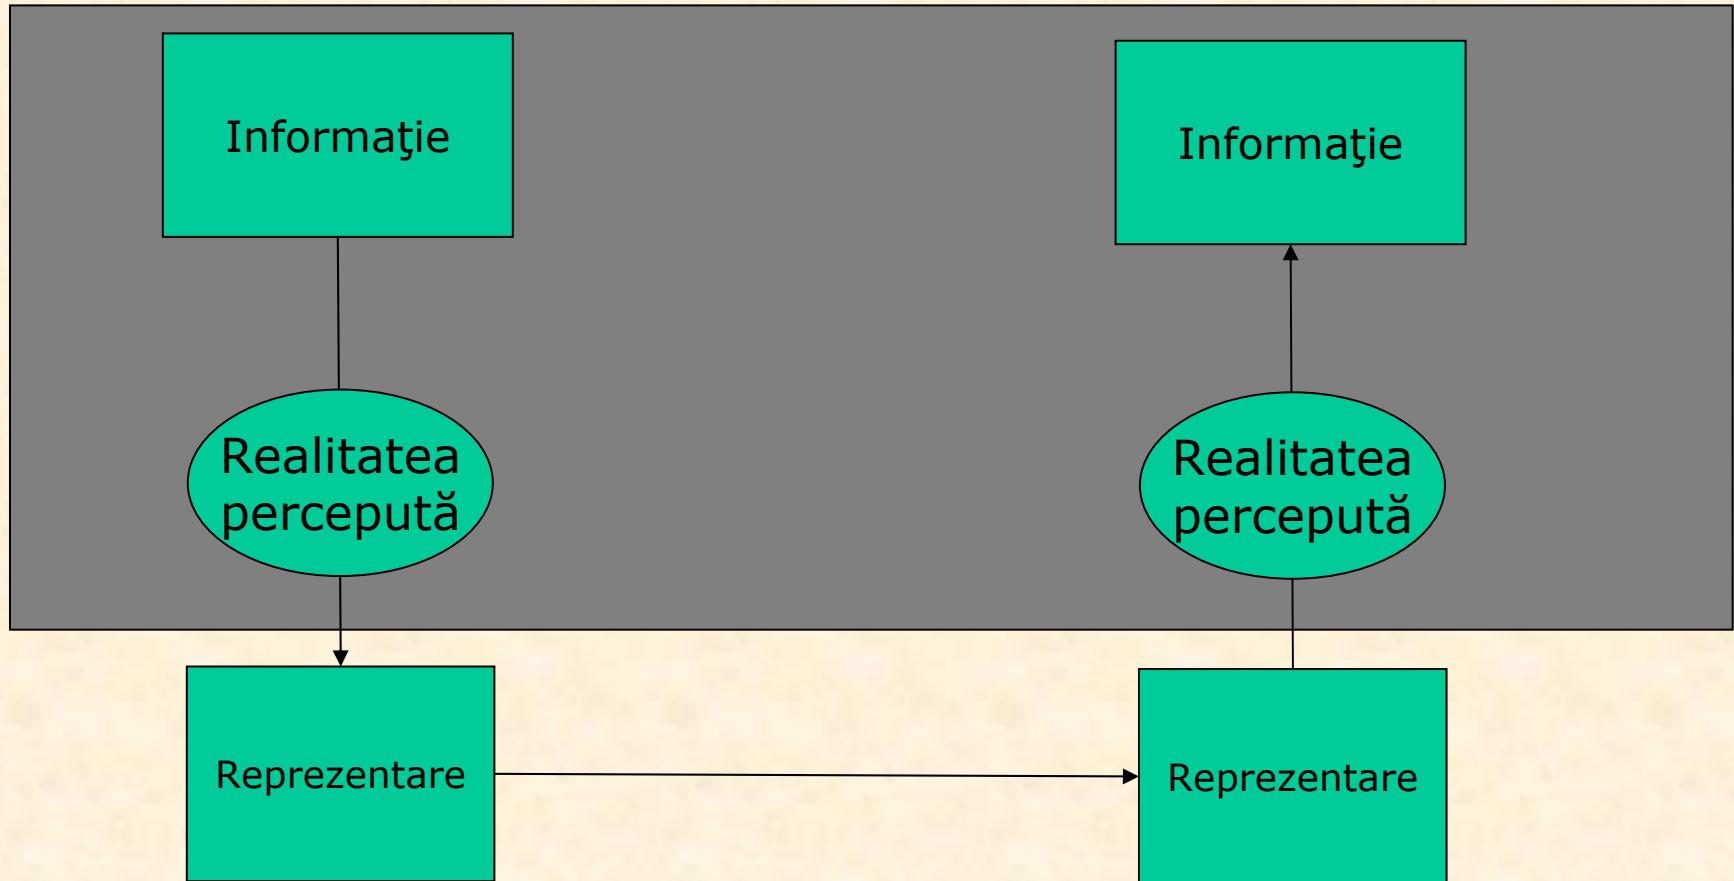 Informaţie
Informaţie
Realitatea
percepută
Realitatea
percepută
Reprezentare
Reprezentare